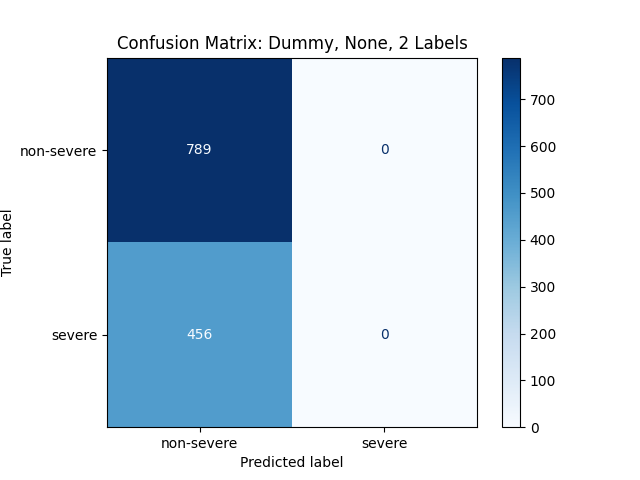 Confusion Matrix: Dummy, None, 2 Labels
True label
non-severe
severe
789
0
456
0
non-severe
severe
Predicted label
700
600
500
400
300
200
100
0